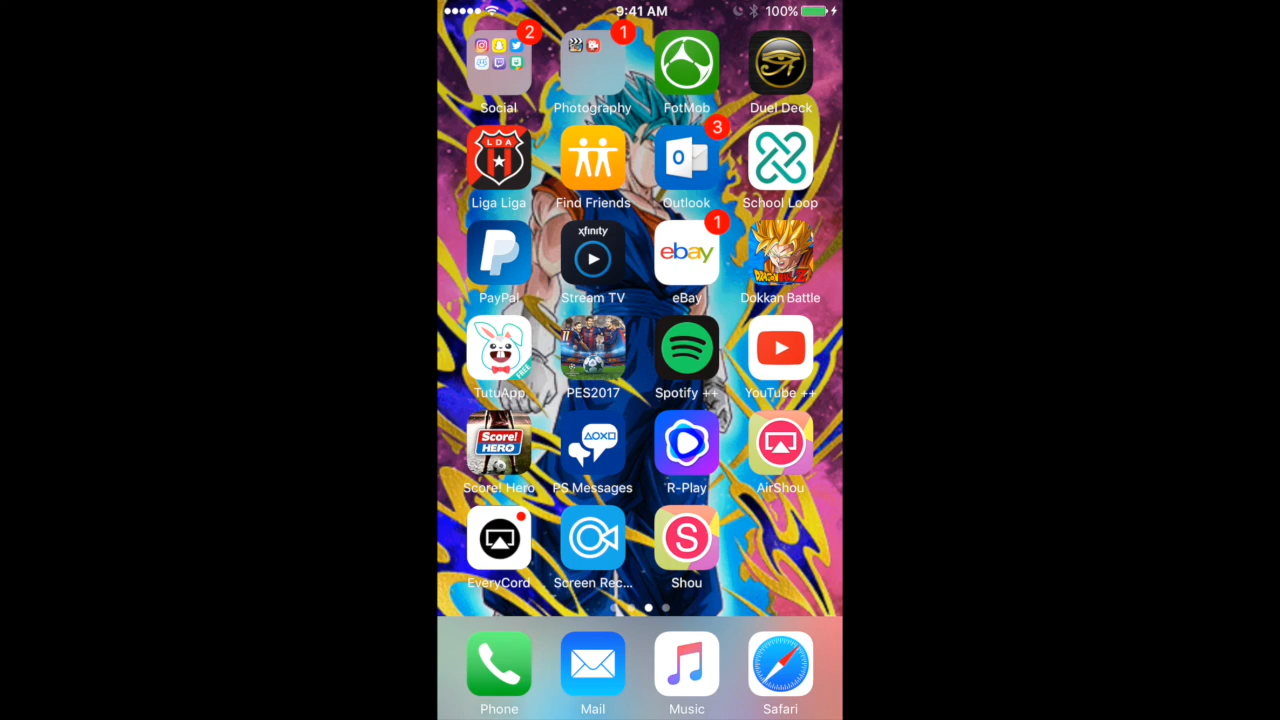 9:41 AM
100%
2
1
Social
Photography
FotMob
Duel Deck
LDA
3
O
Liga Liga
Find Friends
Outlook
School Loop
P
xfinity
ebay
1
DRAGONBALL Z
PayPal
Stream TV
eBay
Dokkan Battle
FREE
TutuApp
PES2017
Spotify ++
YouTube ++
Score!
HERO
Score! Hero
PS Messages
R-Play
AirShou
S
EveryCord
Screen Rec...
Shou
Phone
Mail
Music
Safari